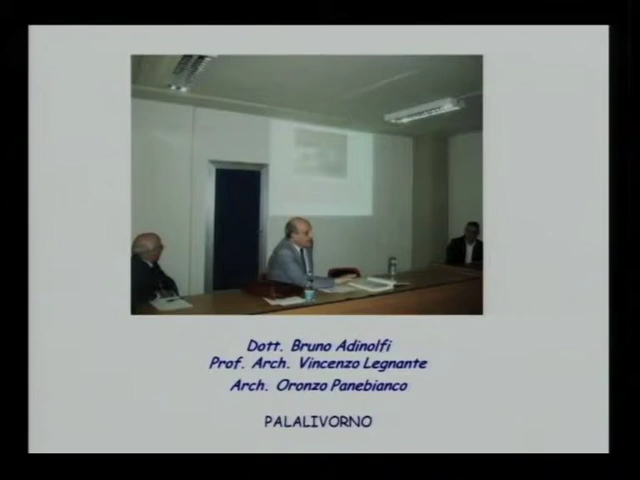 Dott. Bruno Adinolfi
Prof. Arch. Vincenzo Legnante
Arch. Oronzo Panebianco
PALALIVORNO